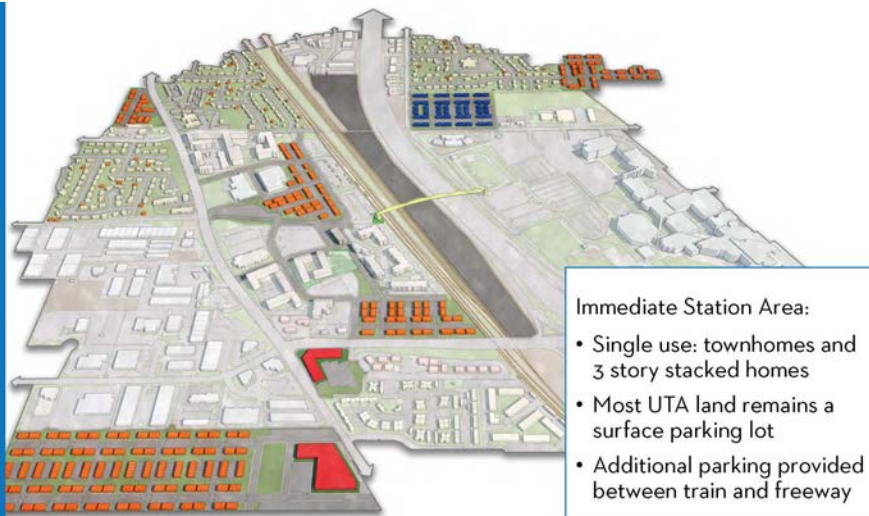 Immediate Station Area:
• Single use: townhomes and
3 story stacked homes
• Most UTA land remains a
surface parking lot
• Additional parking provided
between train and freeway